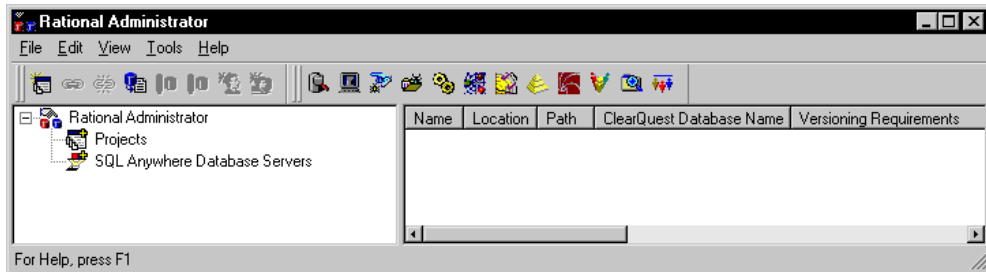 Rational Administrator
File Edit View Tools Help
Rational Administrator
Projects
SQL Anywhere Database Servers
Name Location Path ClearQuest Database Name Versioning Requirements
For Help, press F1